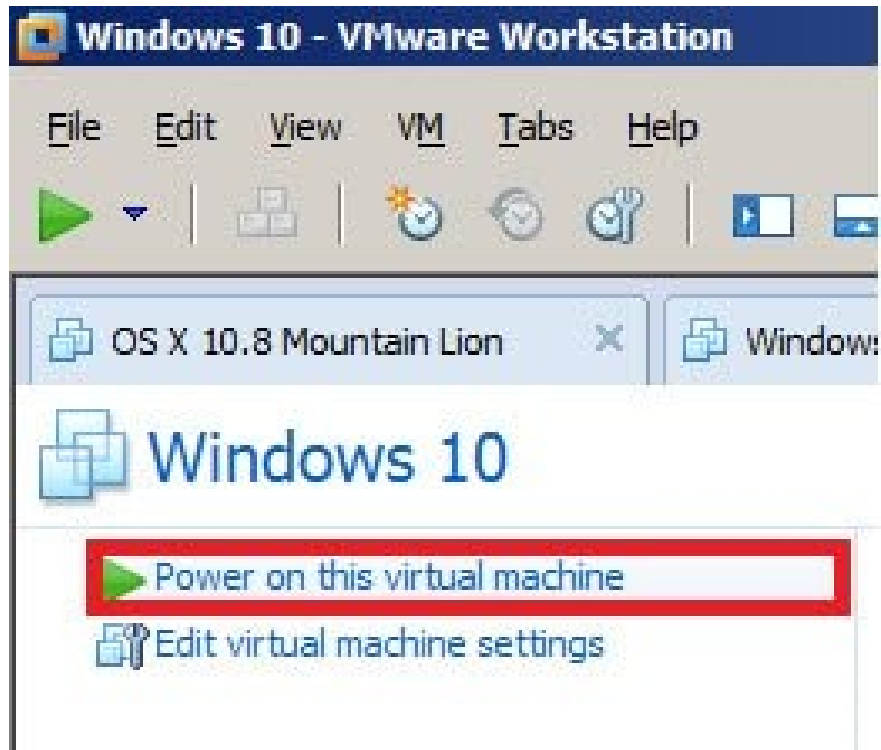 Windows 10 - VMware Workstation
File Edit View VM Tabs Help
OS X 10.8 Mountain Lion
Windows
Windows 10
Power on this virtual machine
Edit virtual machine settings